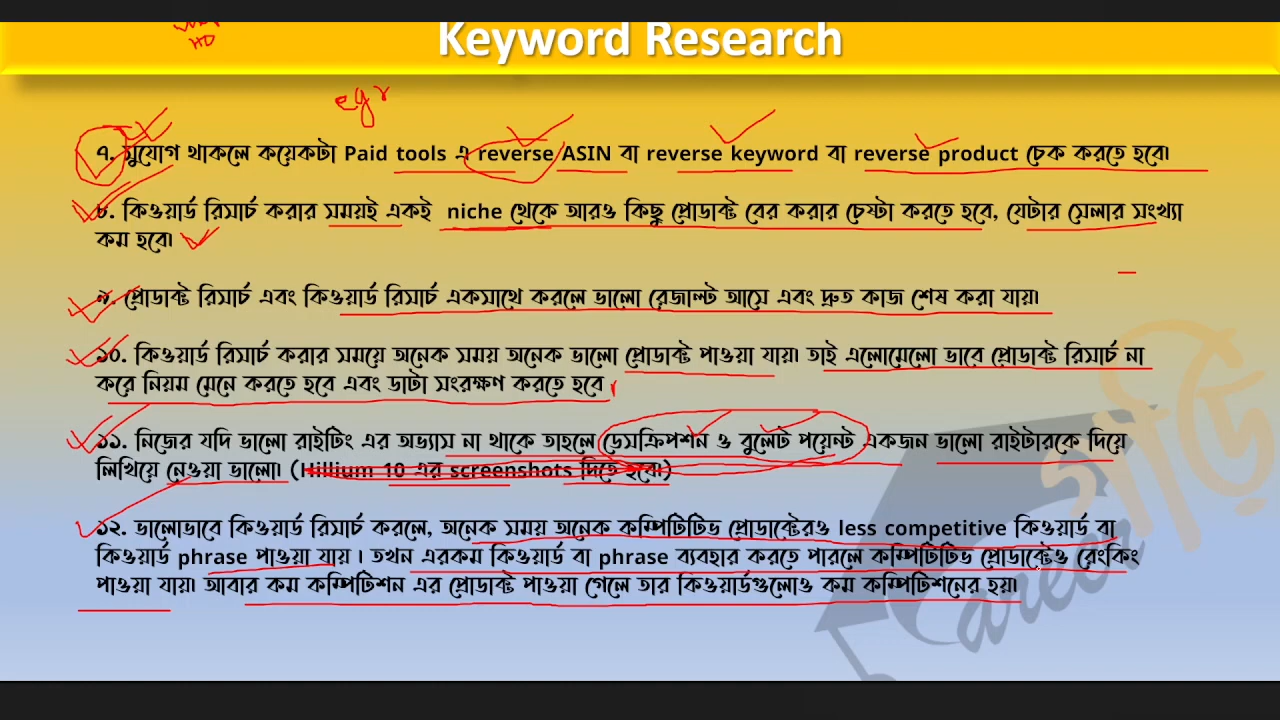 Keyword Research
HD
egr
৭. সুযোগ থাকলে কয়েকটা Paid tools এ reverse ASIN বা reverse keyword বা reverse product চেক করতে হবে।
৮. কিওয়ার্ড রিসার্চ করার সময়ই একই niche থেকে আরও কিছু প্রোডাক্ট বের করার চেষ্টা করতে হবে, যেটার সেলার সংখ্যা
কম হবে।
৯. প্রোডাক্ট রিসার্চ এবং কিওয়ার্ড রিসার্চ একসাথে করলে ভালো রেজাল্ট আসে এবং দ্রুত কাজ শেষ করা যায়।
১০. কিওয়ার্ড রিসার্চ করার সময়ে অনেক সময় অনেক ভালো প্রোডাক্ট পাওয়া যায়। তাই এলোমেলো ভাবে প্রোডাক্ট রিসার্চ না
করে নিয়ম মেনে করতে হবে এবং ডাটা সংরক্ষণ করতে হবে
১১. নিজের যদি ভালো রাইটিং এর অভ্যাস না থাকে তাহলে ডেসক্রিপশন ও বুলেট পয়েন্ট একজন ভালো রাইটারকে দিয়ে
লিখিয়ে নেওয়া ভালো। (Hillium 10 এর screenshots দিতে হবে।)
১২. ভালোভাবে কিওয়ার্ড রিসার্চ করলে, অনেক সময় অনেক কম্পিটিটিভ প্রোডাক্টেরও less competitive কিওয়ার্ড বা
কিওয়ার্ড phrase পাওয়া যায় । তখন এরকম কিওয়ার্ড বা phrase ব্যবহার করতে পারলে কম্পিটিটিভ প্রোডাক্টেও রেংকিং
পাওয়া যায়। আবার কম কম্পিটিশন এর প্রোডাক্ট পাওয়া গেলে তার কিওয়ার্ডগুলোও কম কম্পিটিশনের হয়।
গাড়ি
Career